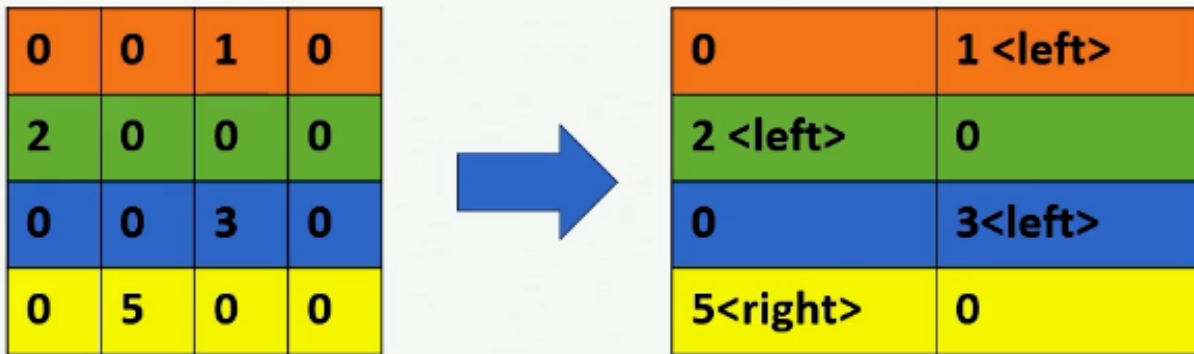 0 0 1 0
2 0 0 0
0 0 3 0
0 5 0 0
0 1 <left>
2 <left> 0
0 3<left>
5<right> 0